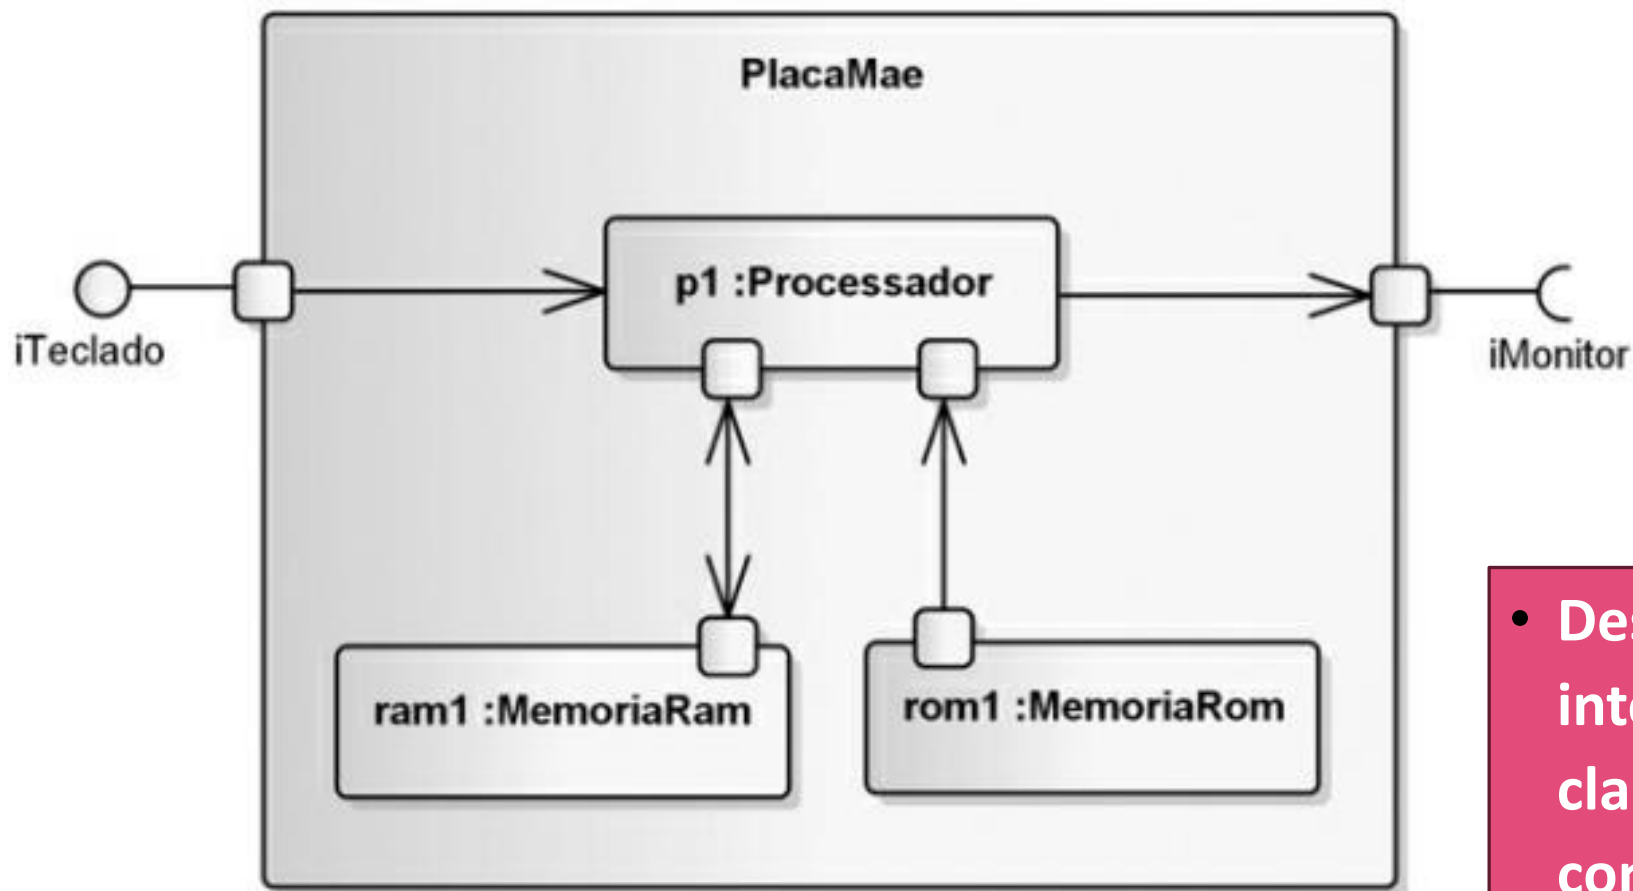 PlacaMae
p1 :Processador
iTeclado
iMonitor
ram1 :MemoriaRam
rom1 :MemoriaRom